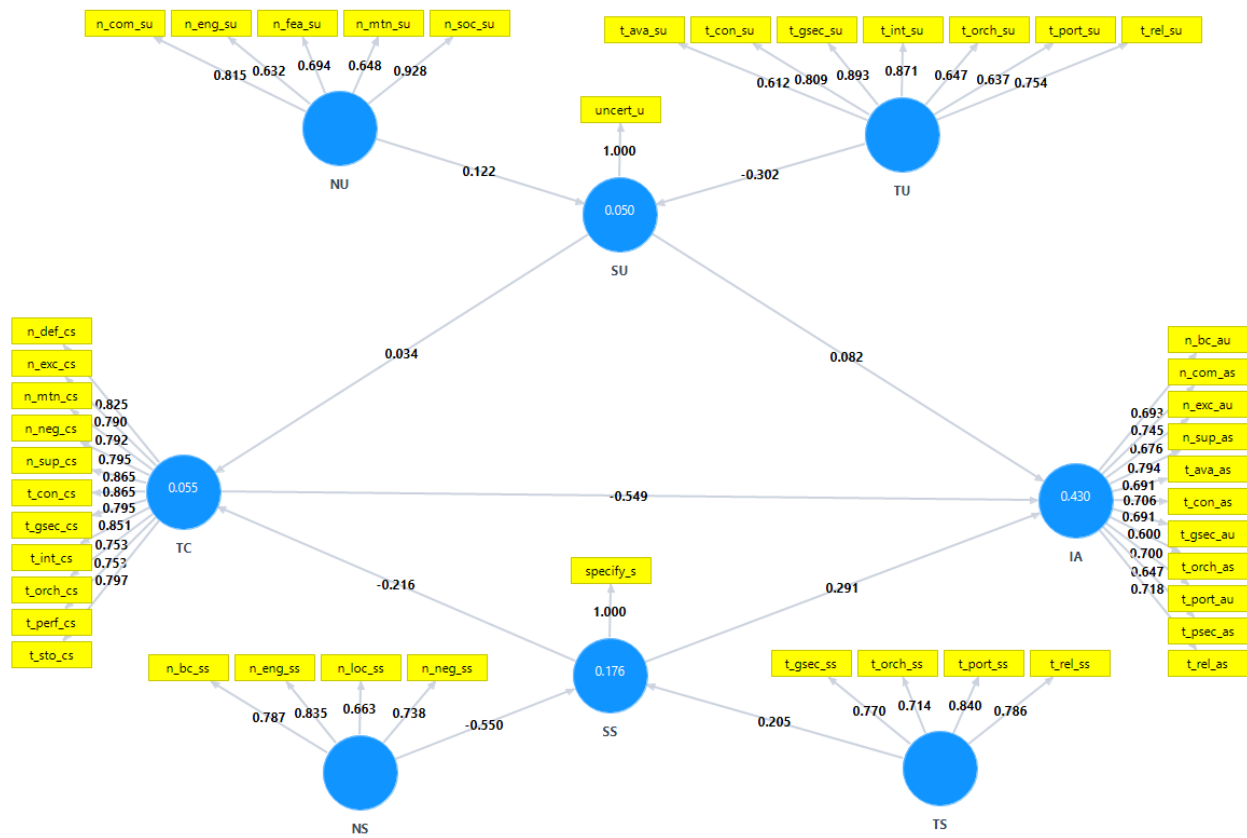 n_com_su
n_eng_su
n_fea_su
n_mtn_su
n_soc_su
t_ava_su
t_con_su
t_gsec_su
t_int_su
t_orch_su
t_port_su
t_rel_su
0.815
0.632
0.694
0.648
0.928
0.612
0.809
0.893
0.871
0.647
0.637
0.754
uncert_u
1.000
NU
TU
0.122
-0.302
0.050
SU
0.034
0.082
n_def_cs
n_exc_cs
n_mtn_cs
n_neg_cs
n_sup_cs
t_con_cs
t_gsec_cs
t_int_cs
t_orch_cs
t_perf_cs
t_sto_cs
0.825
0.790
0.792
0.795
0.865
0.865
0.795
0.851
0.753
0.753
0.797
0.055
TC
-0.549
n_bc_au
n_com_as
n_exc_au
n_sup_as
t_ava_as
t_con_as
t_gsec_au
t_orch_as
t_port_au
t_psec_as
t_rel_as
0.693
0.745
0.676
0.794
0.691
0.706
0.691
0.600
0.700
0.647
0.718
0.430
IA
-0.216
0.291
specify_s
1.000
0.176
SS
n_bc_ss
n_eng_ss
n_loc_ss
n_neg_ss
0.787
0.835
0.663
0.738
-0.550
NS
t_gsec_ss
t_orch_ss
t_port_ss
t_rel_ss
0.770
0.714
0.840
0.786
0.205
TS